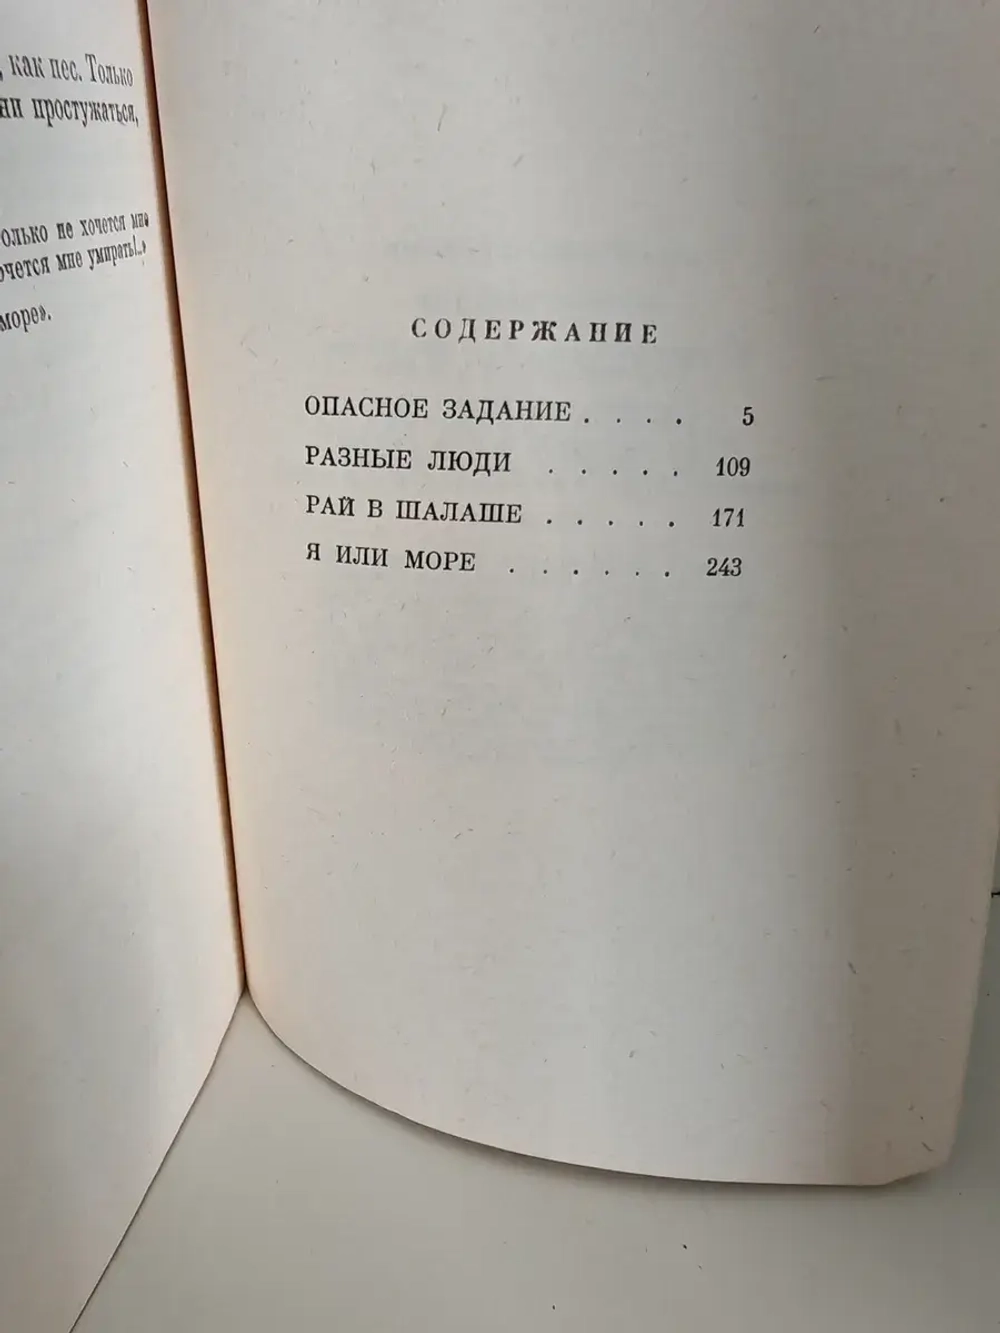 , как пес. Только
ни простужаться,
олько не хочется мне
очется мне умирать!..»
море».
СОДЕРЖАНИЕ
ОПАСНОЕ ЗАДАНИЕ . . . . 5
РАЗНЫЕ ЛЮДИ . . . . . 109
РАЙ В ШАЛАШЕ . . . . . 171
Я ИЛИ МОРЕ . . . . . . 243